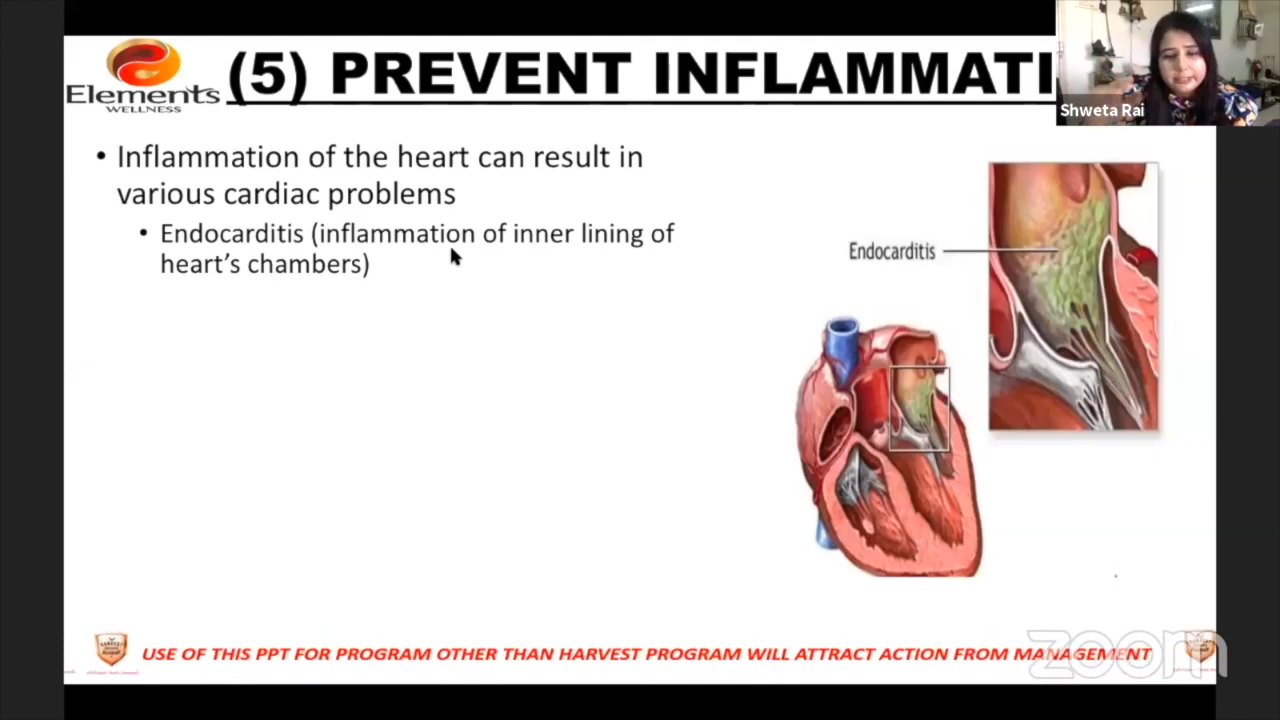 Elements
WELLNESS
(5) PREVENT INFLAMMATI
Shweta Rai
• Inflammation of the heart can result in
various cardiac problems
• Endocarditis (inflammation of inner lining of
heart's chambers)
Endocarditis
USE OF THIS PPT FOR PROGRAM OTHER THAN HARVEST PROGRAM WILL ATTRACT ACTION FROM MANAGEMENT
zoom